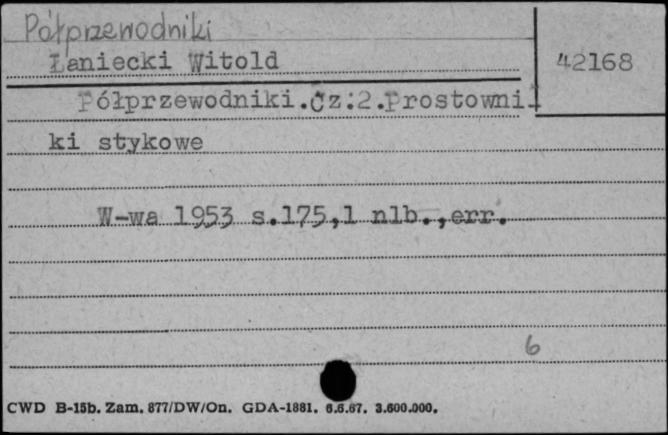 Półprzewodniki
Łaniecki Witold
42168
Półprzewodniki.Cz:2.Prostowni-
ki stykowe
W-wa 1953 s.175,1 nlb.,err.
6
CWD B-15b. Zam. 877/DW/On. GDA-1881. 6.6.67. 3.600.000.